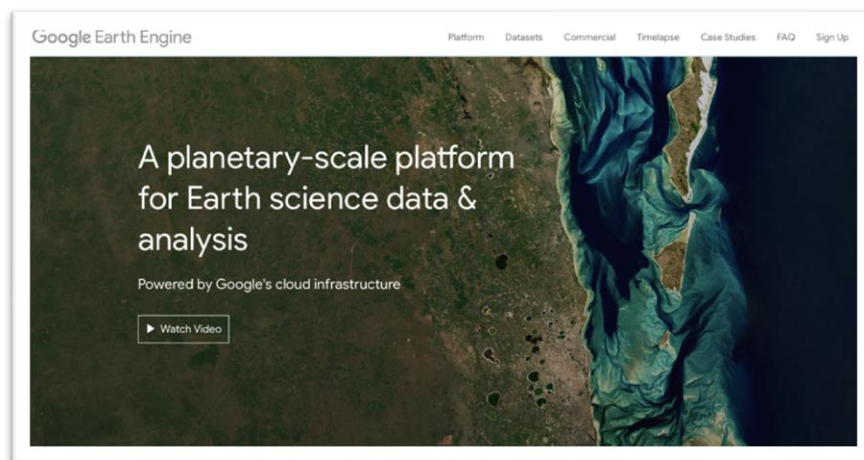 Google Earth Engine
Platform Datasets Commercial Timelapse Case Studies FAQ Sign Up
A planetary-scale platform
for Earth science data &
analysis
Powered by Google's cloud infrastructure
Watch Video